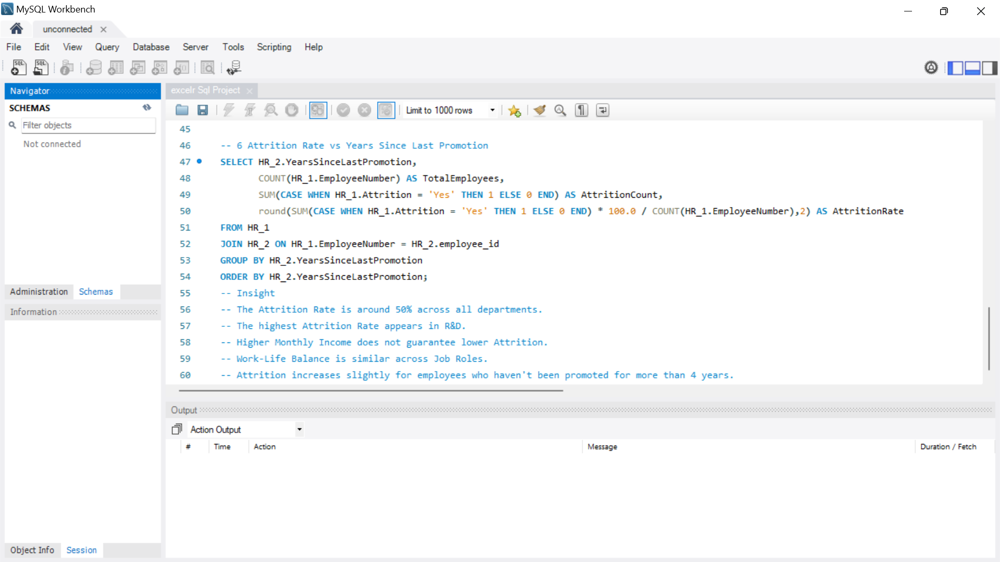 MySQL Workbench
unconnected
File Edit View Query Database Server Tools Scripting Help
Navigator
SCHEMAS
Filter objects
Not connected
Administration Schemas
Information
Object Info Session
excelr Sql Project
Limit to 1000 rows
45
46 -- 6 Attrition Rate vs Years Since Last Promotion
47 SELECT HR_2.YearsSinceLastPromotion,
48 COUNT(HR_1.EmployeeNumber) AS TotalEmployees,
49 SUM(CASE WHEN HR_1.Attrition = 'Yes' THEN 1 ELSE 0 END) AS AttritionCount,
50 round(SUM(CASE WHEN HR_1.Attrition = 'Yes' THEN 1 ELSE 0 END) * 100.0 / COUNT(HR_1.EmployeeNumber),2) AS AttritionRate
51 FROM HR_1
52 JOIN HR_2 ON HR_1.EmployeeNumber = HR_2.employee_id
53 GROUP BY HR_2.YearsSinceLastPromotion
54 ORDER BY HR_2.YearsSinceLastPromotion;
55 -- Insight
56 -- The Attrition Rate is around 50% across all departments.
57 -- The highest Attrition Rate appears in R&D.
58 -- Higher Monthly Income does not guarantee lower Attrition.
59 -- Work-Life Balance is similar across Job Roles.
60 -- Attrition increases slightly for employees who haven't been promoted for more than 4 years.
Output
Action Output
# Time Action Message Duration / Fetch